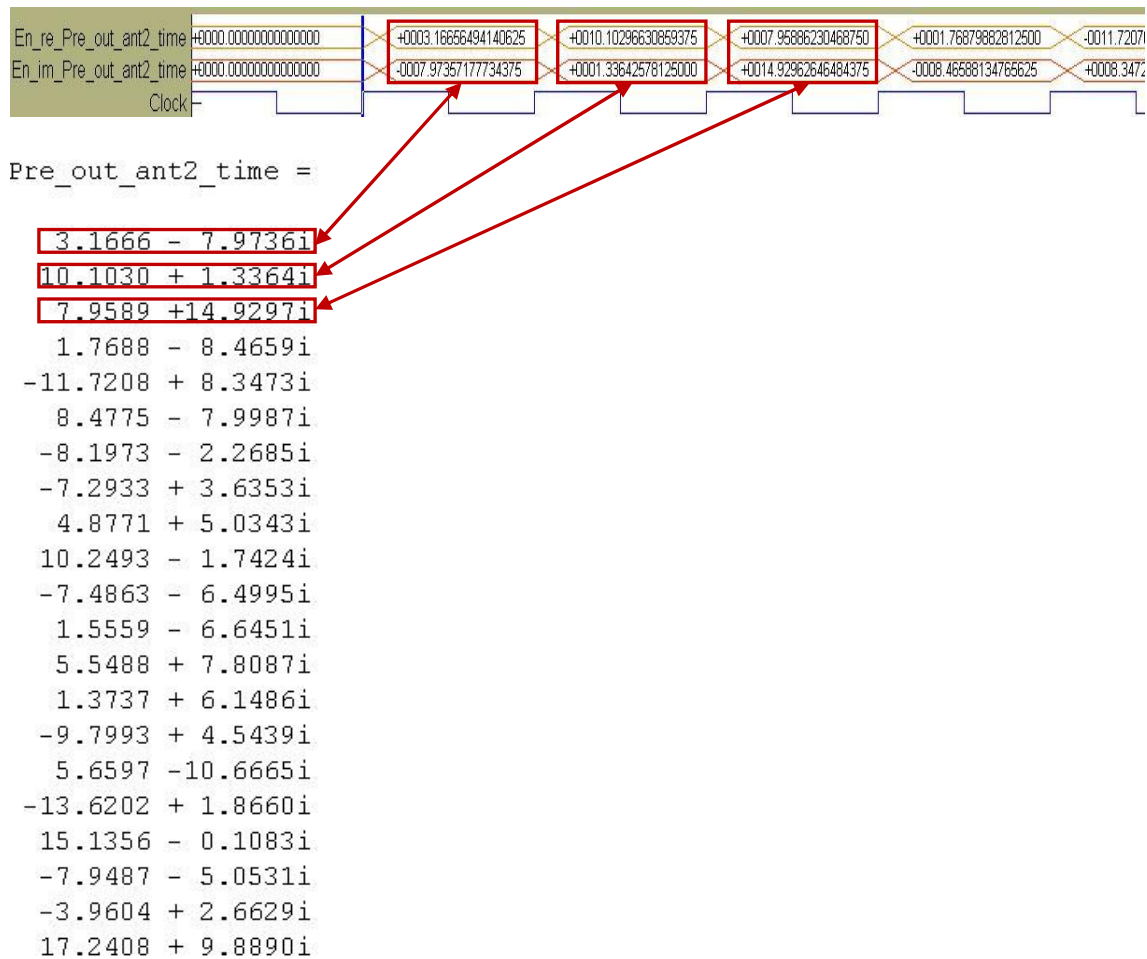 En_re_Pre_out_ant2_time +0000.00000000000000 +0003.16656494140625 +0010.10296630859375 +0007.95886230468750 +0001.76879882812500 -0011.7207
En_im_Pre_out_ant2_time +0000.00000000000000 -0007.97357177734375 +0001.33642578125000 +0014.92962646484375 -0008.46588134765625 +0008.3472
Clock
Pre_out_ant2_time =
3.1666 - 7.9736i
10.1030 + 1.3364i
7.9589 +14.9297i
1.7688 - 8.4659i
-11.7208 + 8.3473i
8.4775 - 7.9987i
-8.1973 - 2.2685i
-7.2933 + 3.6353i
4.8771 + 5.0343i
10.2493 - 1.7424i
-7.4863 - 6.4995i
1.5559 - 6.6451i
5.5488 + 7.8087i
1.3737 + 6.1486i
-9.7993 + 4.5439i
5.6597 -10.6665i
-13.6202 + 1.8660i
15.1356 - 0.1083i
-7.9487 - 5.0531i
-3.9604 + 2.6629i
17.2408 + 9.8890i